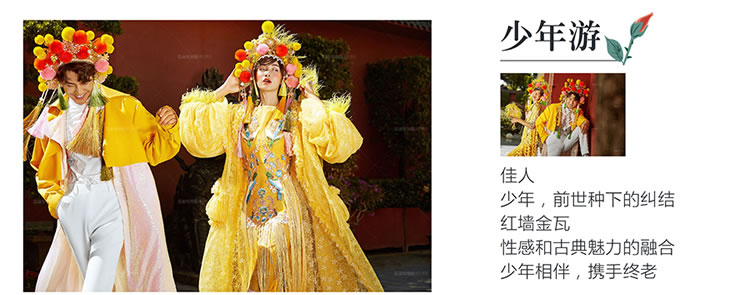 少年游
佳人
少年，前世种下的纠结
红墙金瓦
性感和古典魅力的融合
少年相伴，携手终老